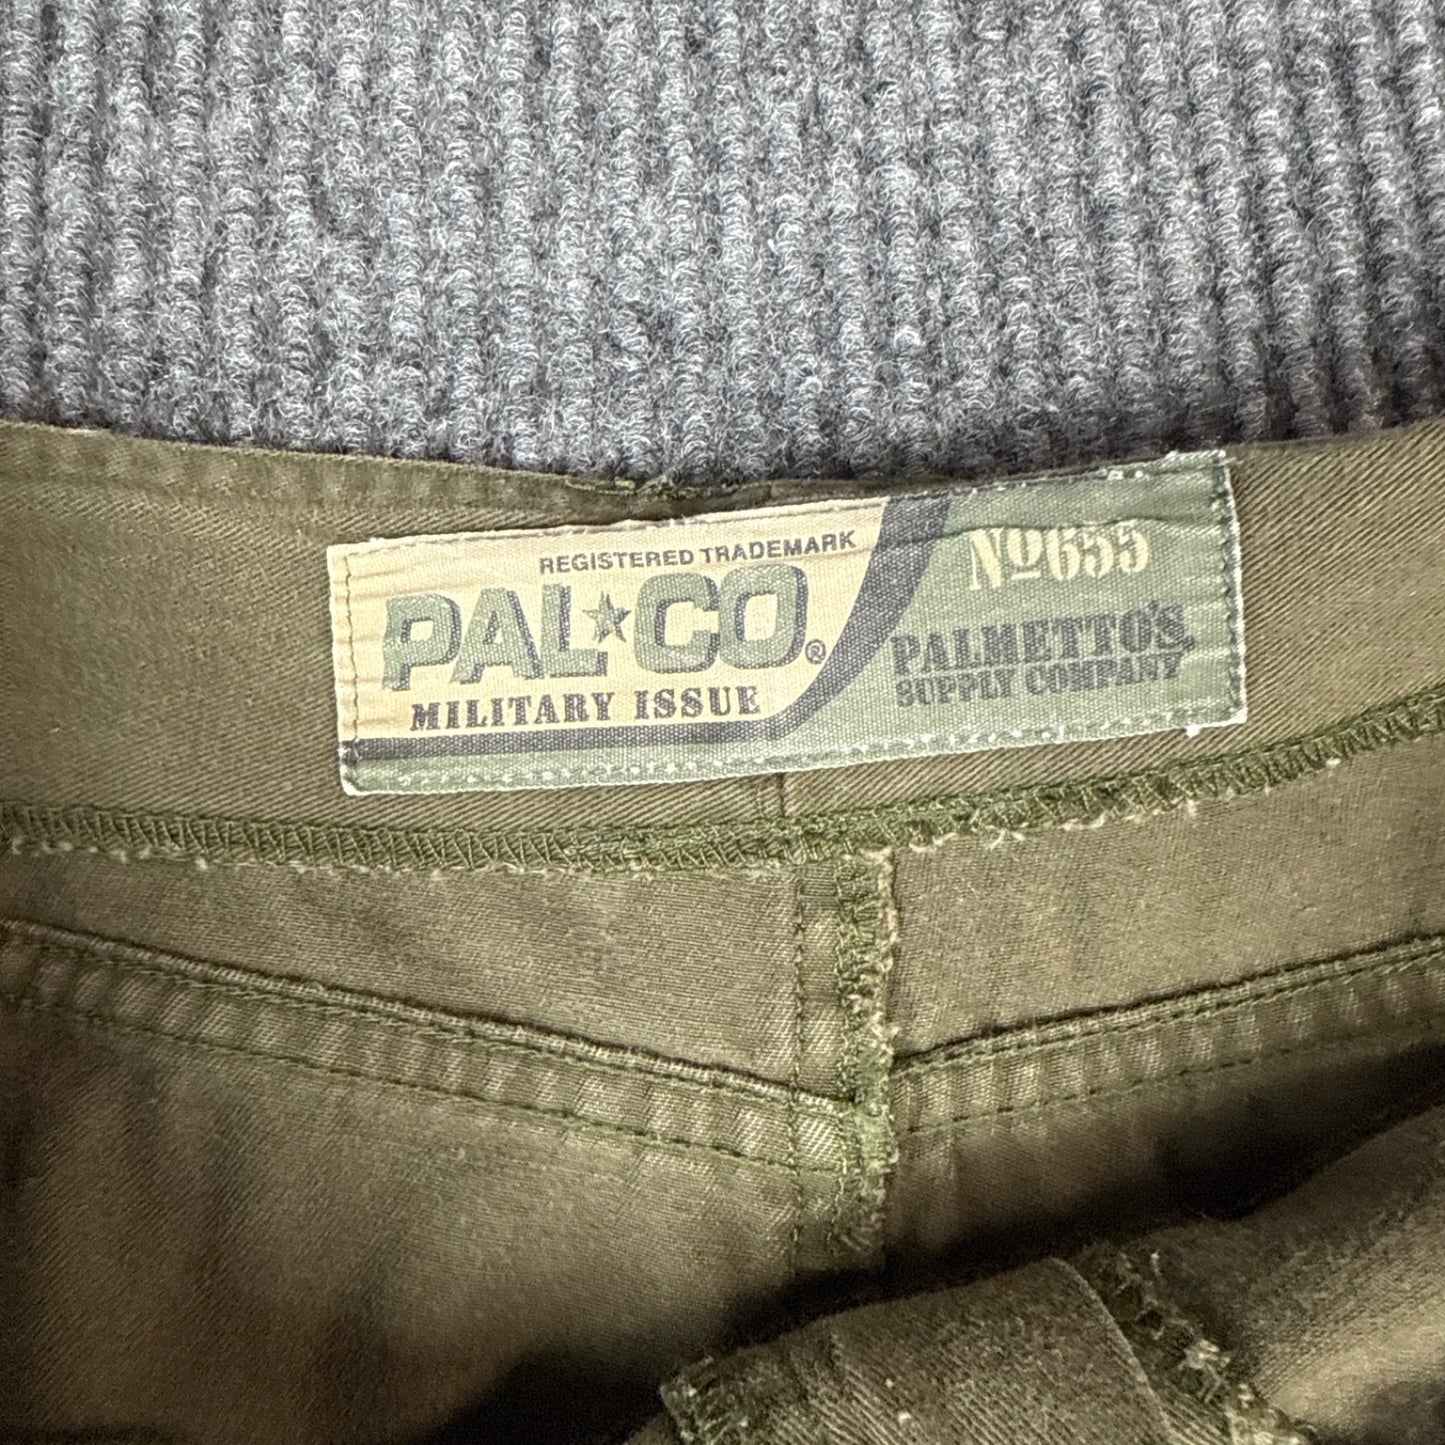 REGISTERED TRADEMARK
PAL★CO®
MILITARY ISSUE
Nº655
PALMETTO'S
SUPPLY COMPANY